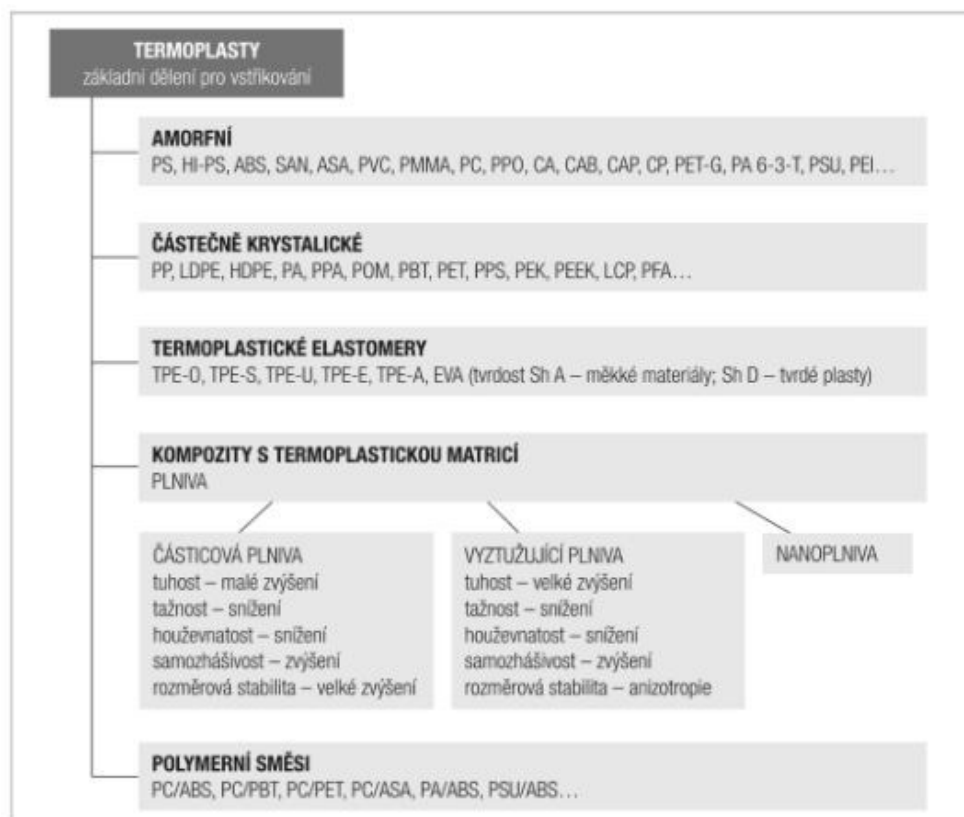 TERMOPLASTY
základní dělení pro vstřikování
AMORFNÍ
PS, HI-PS, ABS, SAN, ASA, PVC, PMMA, PC, PPO, CA, CAB, CAP, CP, PET-G, PA 6-3-T, PSU, PEI…
ČÁSTEČNĚ KRYSTALICKÉ
PP, LDPE, HDPE, PA, PPA, POM, PBT, PET, PPS, PEK, PEEK, LCP, PFA…
TERMOPLASTICKÉ ELASTOMERY
TPE-O, TPE-S, TPE-U, TPE-E, TPE-A, EVA (tvrdost Sh A – měkké materiály; Sh D – tvrdé plasty)
KOMPOZITY S TERMOPLASTICKOU MATRICÍ
PLNIVA
ČÁSTICOVÁ PLNIVA
tuhost – malé zvýšení
tažnost – snížení
houževnatost – snížení
samozhášivost – zvýšení
rozměrová stabilita – velké zvýšení
VYZTUŽUJÍCÍ PLNIVA
tuhost – velké zvýšení
tažnost – snížení
houževnatost – snížení
samozhášivost – zvýšení
rozměrová stabilita – anizotropie
NANOPLNIVA
POLYMERNÍ SMĚSI
PC/ABS, PC/PBT, PC/PET, PC/ASA, PA/ABS, PSU/ABS…